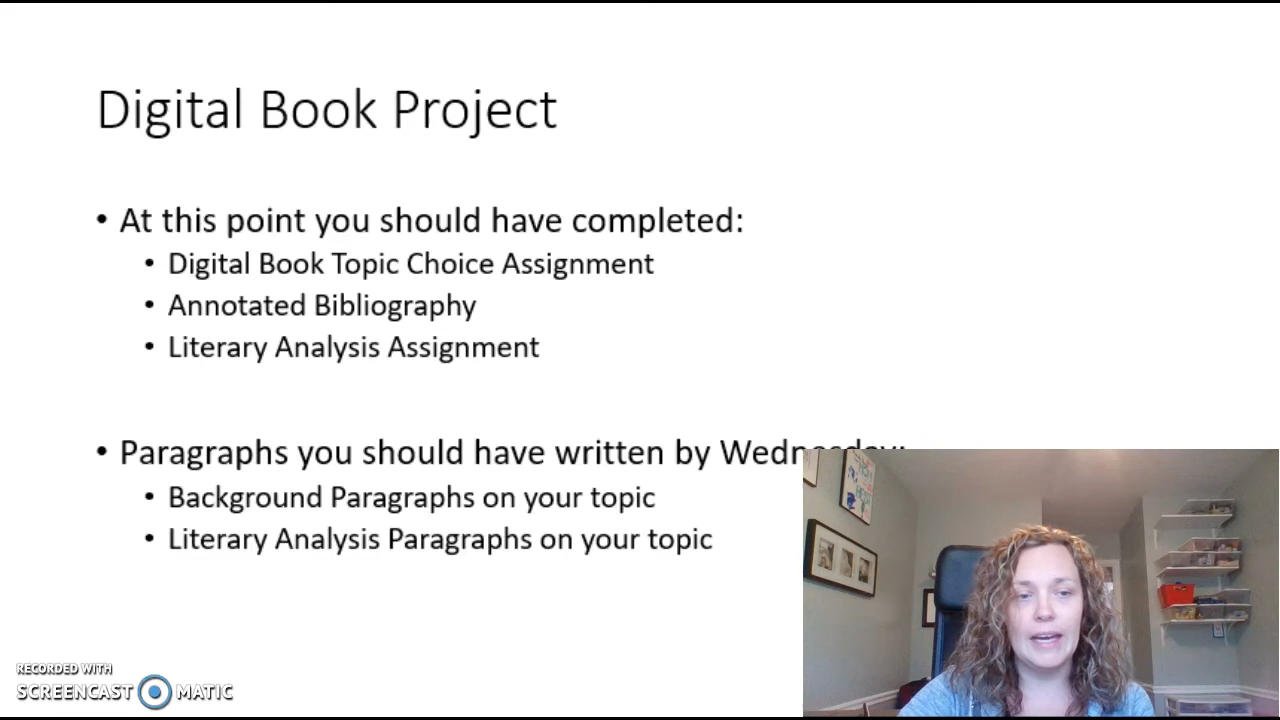 Digital Book Project
• At this point you should have completed:
• Digital Book Topic Choice Assignment
• Annotated Bibliography
• Literary Analysis Assignment
• Paragraphs you should have written by Wednesday:
• Background Paragraphs on your topic
• Literary Analysis Paragraphs on your topic
RECORDED WITH
SCREENCAST MATIC